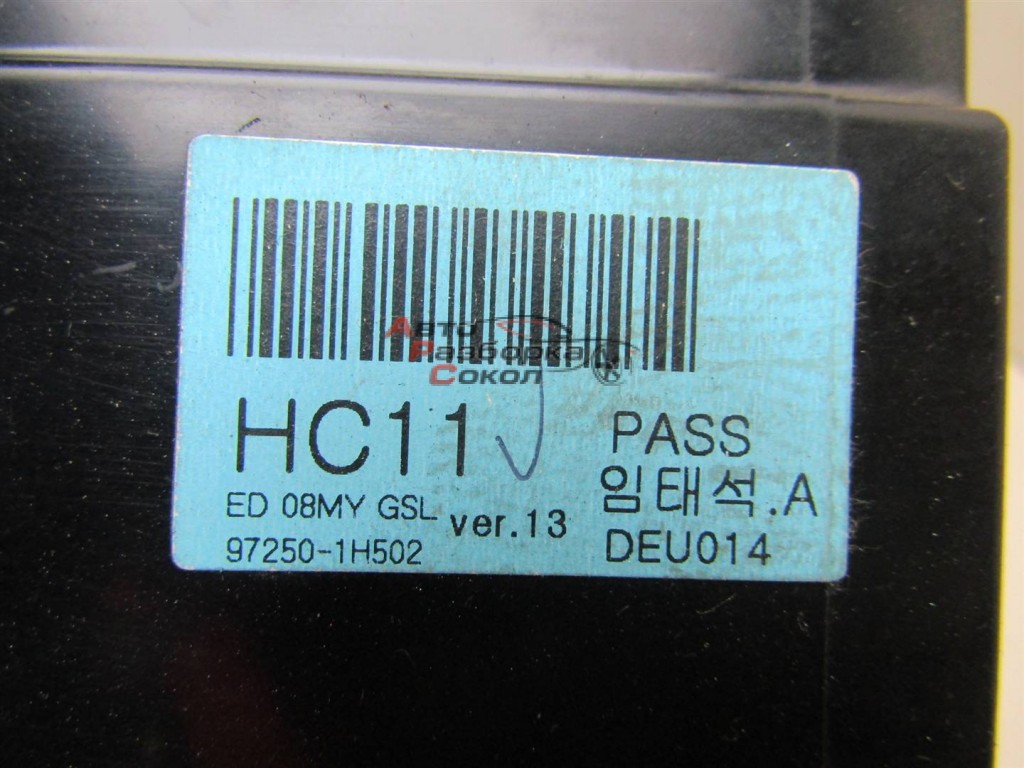 Авто
Разборка
Сокол
HC11
PASS
ED 08MY GSL ver.13
임태석.A
97250-1H502
DEU014